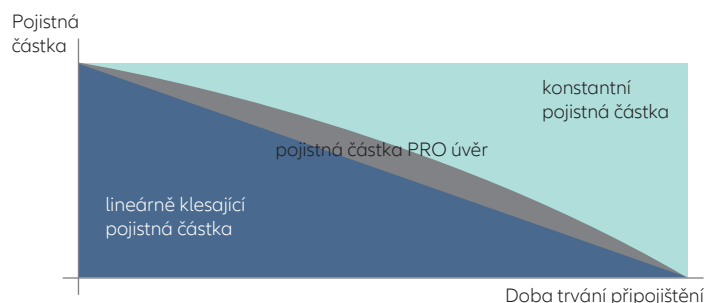 Pojistná
částka
konstantní
pojistná částka
pojistná částka PRO úvěr
lineárně klesající
pojistná částka
Doba trvání připojištění